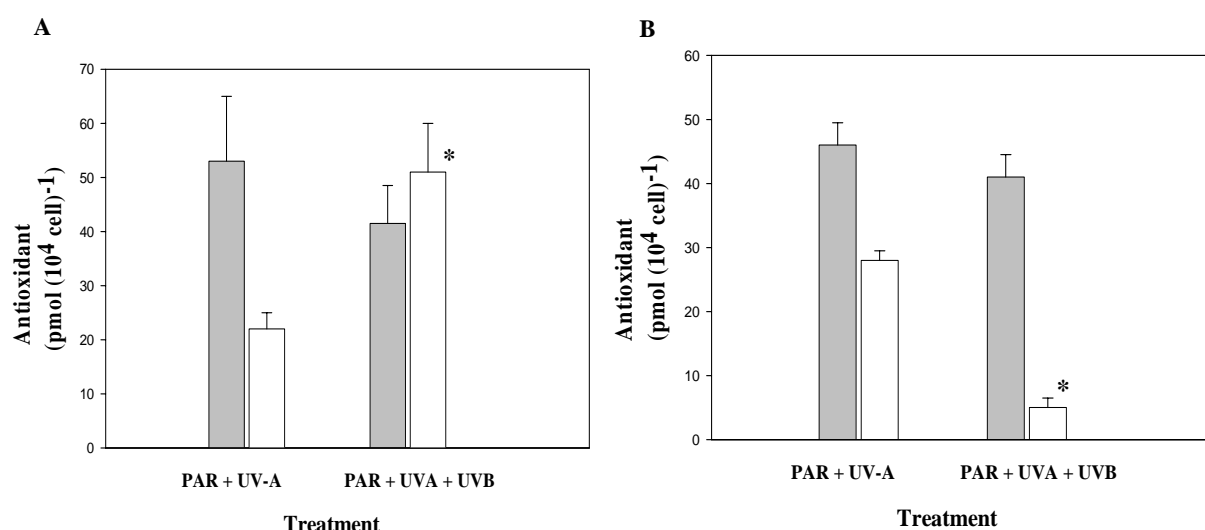 A
70
60
50
40
30
20
10
0
Antioxidant
(pmol (10⁴ cell)⁻¹)
*
PAR + UV-A
PAR + UVA + UVB
Treatment
B
60
50
40
30
20
10
0
Antioxidant
(pmol (10⁴ cell)⁻¹)
*
PAR + UV-A
PAR + UVA + UVB
Treatment